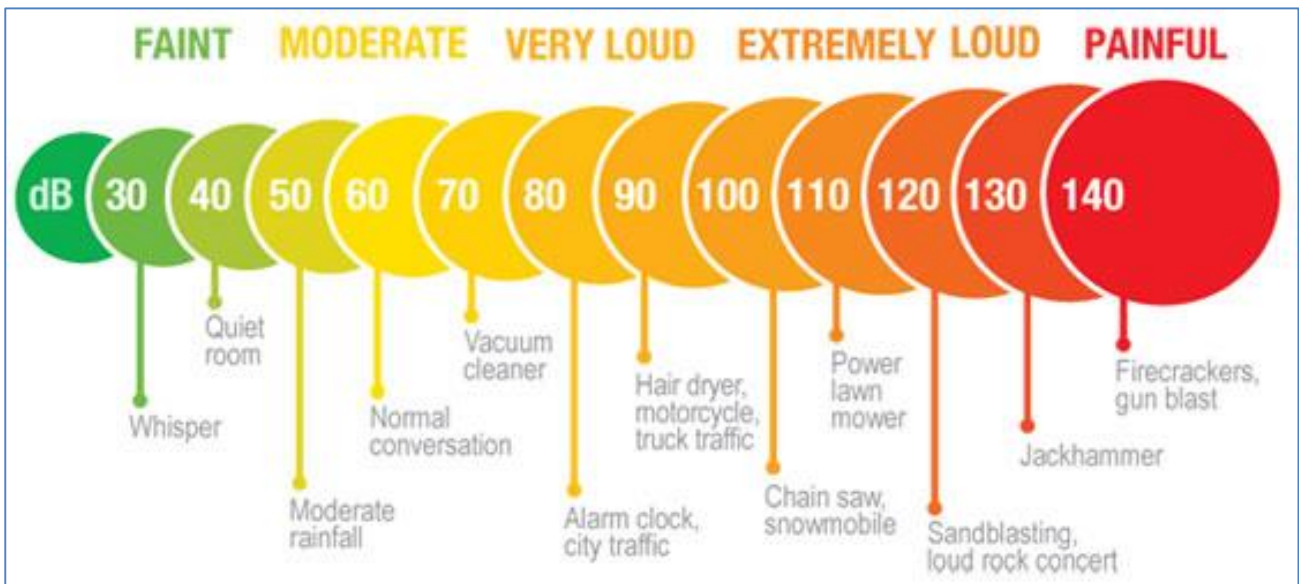 FAINT MODERATE VERY LOUD EXTREMELY LOUD PAINFUL
dB 30 40 50 60 70 80 90 100 110 120 130 140
Whisper
Quiet
room
Moderate
rainfall
Normal
conversation
Vacuum
cleaner
Alarm clock,
city traffic
Hair dryer,
motorcycle,
truck traffic
Chain saw,
snowmobile
Power
lawn
mower
Sandblasting,
loud rock concert
Jackhammer
Firecrackers,
gun blast